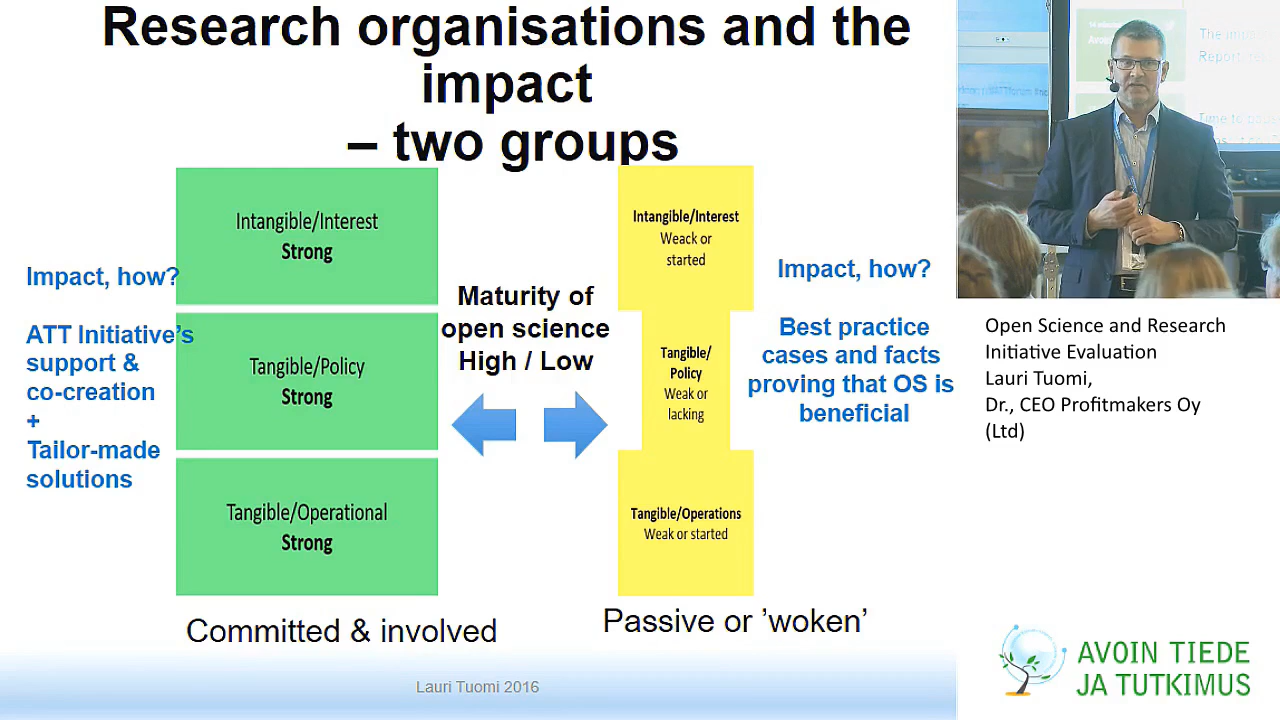 Research organisations and the
impact
– two groups
Intangible/Interest
Strong
Impact, how?
ATT Initiative's
support &
co-creation
+
Tailor-made
solutions
Tangible/Policy
Strong
Tangible/Operational
Strong
Committed & involved
Maturity of
open science
High / Low
Intangible/Interest
Weack or
started
Tangible/
Policy
Weak or
lacking
Tangible/Operations
Weak or started
Passive or ’woken’
Impact, how?
Best practice
cases and facts
proving that OS is
beneficial
Lauri Tuomi 2016
Open Science and Research
Initiative Evaluation
Lauri Tuomi,
Dr., CEO Profitmakers Oy
(Ltd)
AVOIN TIEDE
JA TUTKIMUS